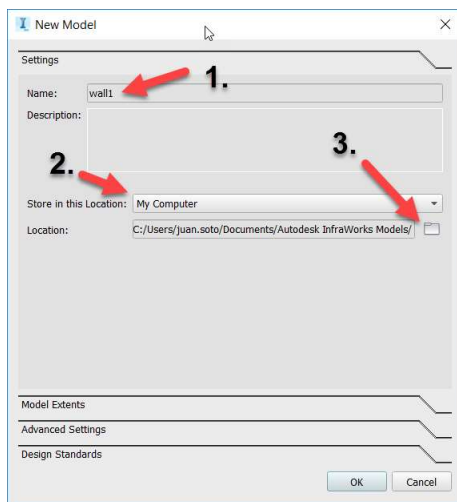 New Model
Settings
1.
Name: wall1
Description:
3.
2.
Store in this Location: My Computer
Location: C:/Users/juan.soto/Documents/Autodesk InfraWorks Models/
Model Extents
Advanced Settings
Design Standards
OK Cancel